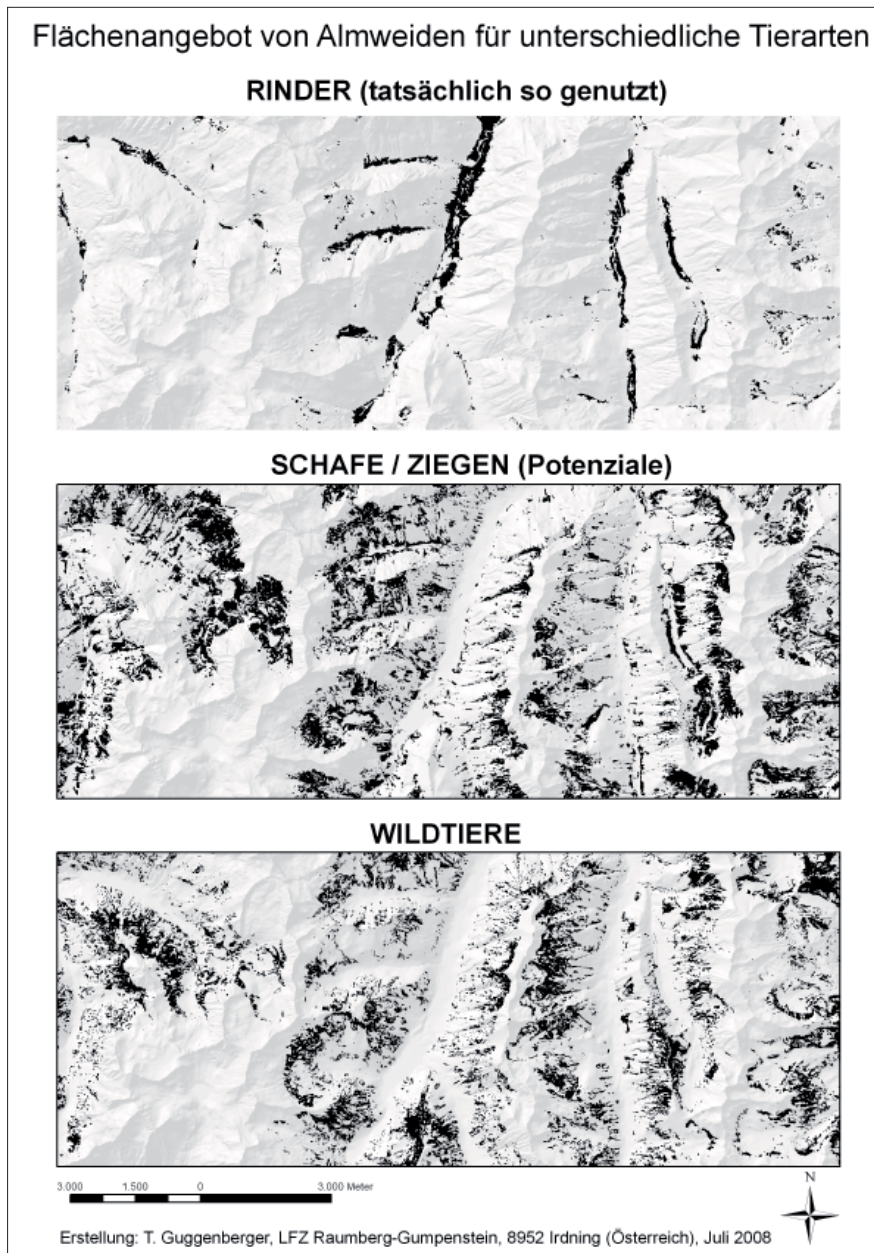 Flächenangebot von Almweiden für unterschiedliche Tierarten
RINDER (tatsächlich so genutzt)
SCHAFE / ZIEGEN (Potenziale)
WILDTIERE
3.000 1.500 0 3.000 Meter
N
Erstellung: T. Guggenberger, LFZ Raumberg-Gumpenstein, 8952 Irdning (Österreich), Juli 2008